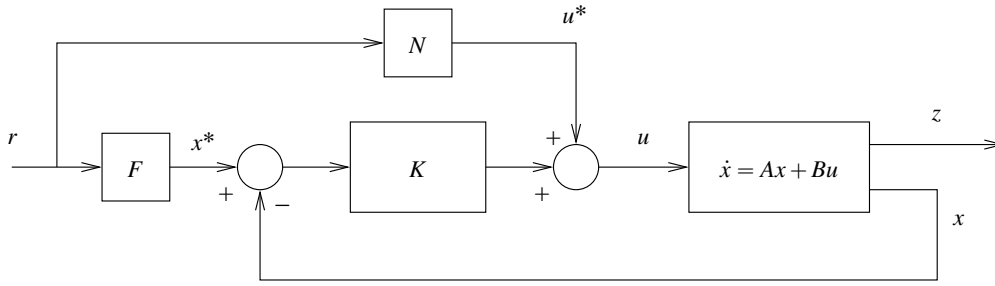 u*
N
r
F
x*
+
−
K
+
+
u
ẋ = Ax + Bu
z
x